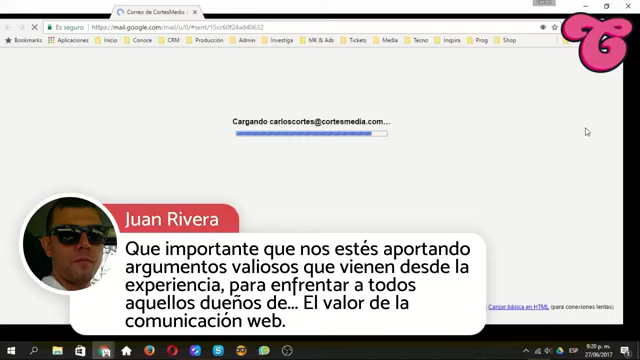 Correo de CortesMedia /
Es seguro
https://mail.google.com/mail/u/0/#sent/15cc60f24ad40632
Bookmarks Aplicaciones Inicio Conoce CRM Producción Admin Investiga MK & Ads Tickets Media Tecno Inspira Pro Shop
Cargando carloscortes@cortesmedia.com…
Juan Rivera
Que importante que nos estés aportando
argumentos valiosos que vienen desde la
experiencia, para enfrentar a todos
aquellos dueños de... El valor de la
comunicación web.
Cargar básica en HTML (para conexiones lentas)
ESP
9:20 p. m.
27/06/2017